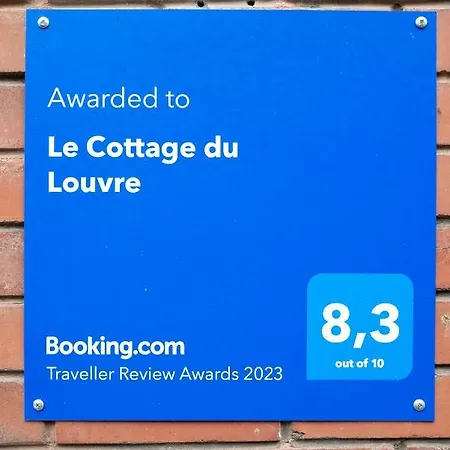 Awarded to
Le Cottage du
Louvre
8,3
out of 10
Booking.com
Traveller Review Awards 2023